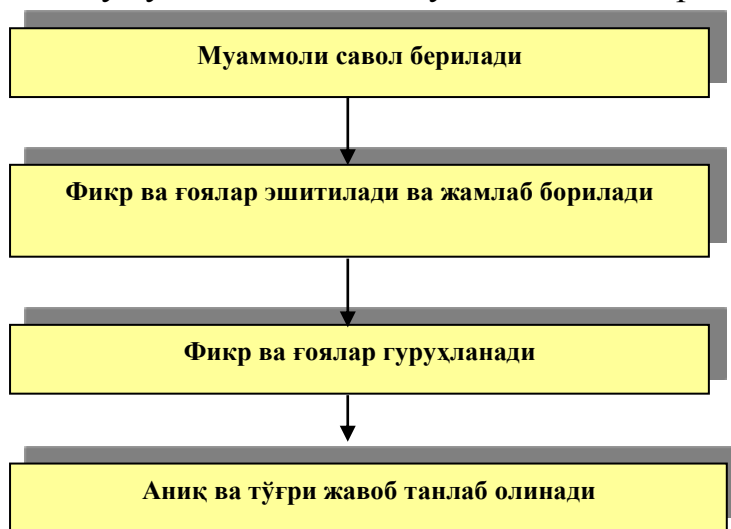 Муаммоли савол берилади
Фикр ва ғоялар эшитилади ва жамлаб борилади
Фикр ва ғоялар гуруҳланади
Аниқ ва тўғри жавоб танлаб олинади